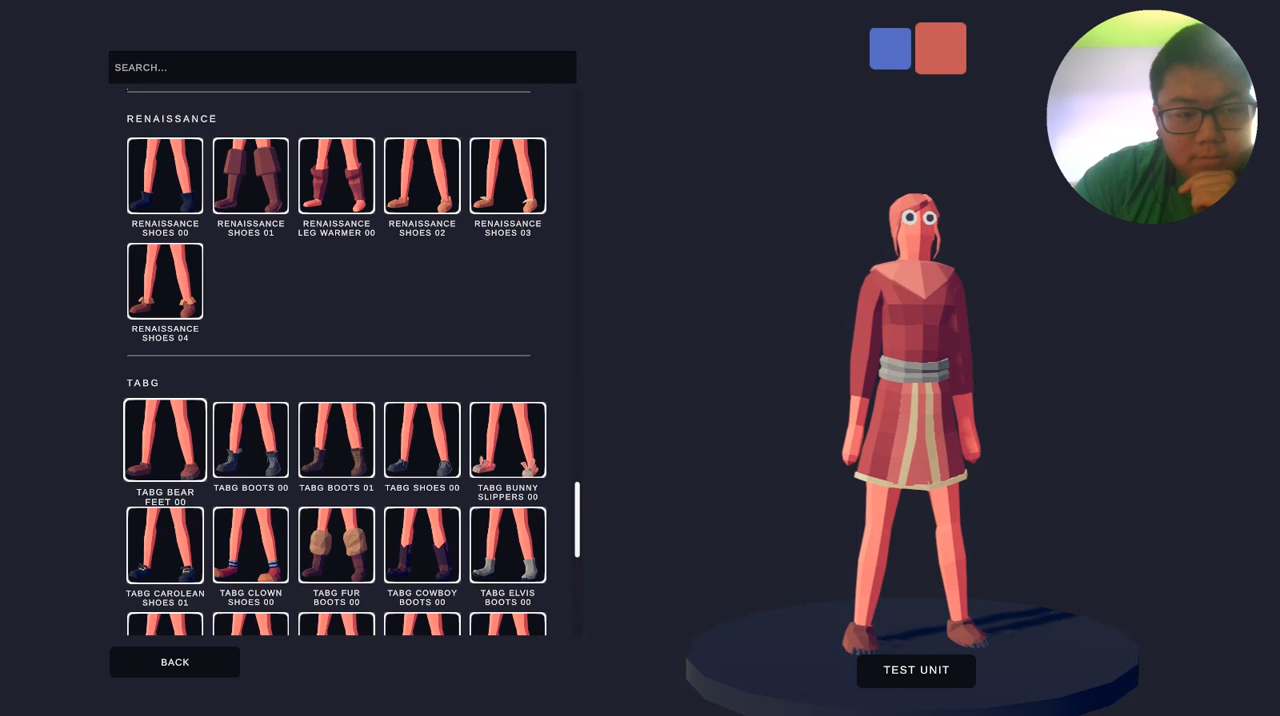 SEARCH...
RENAISSANCE
RENAISSANCE
SHOES 00
RENAISSANCE
SHOES 01
RENAISSANCE
LEG WARMER 00
RENAISSANCE
SHOES 02
RENAISSANCE
SHOES 03
RENAISSANCE
SHOES 04
TABG
TABG BEAR
FEET 00
TABG BOOTS 00
TABG BOOTS 01
TABG SHOES 00
TABG BUNNY
SLIPPERS 00
TABG CAROLEAN
SHOES 01
TABG CLOWN
SHOES 00
TABG FUR
BOOTS 00
TABG COWBOY
BOOTS 00
TABG ELVIS
BOOTS 00
BACK
TEST UNIT